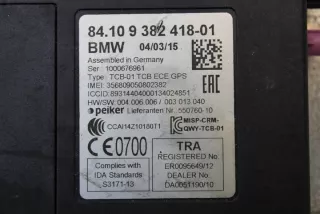 84.10 9 382 418-01
BMW 04/03/15
Assembled in Germany
Ser: 1000676961
Type: TCB-01 TCB ECE GPS
IMEI: 356809050802382
ICCID: 89314404000134024851
HW/SW: 004.006.006 / 003.013.040
peiker Lieferanten-Nr: 550760-10
CCAI14210180T1
MSIP-CRM-
QWY-TCB-01
CE0700
Complies with
IDA Standards
S3171-13
TRA
REGISTERED No
ER0095649/12
DEALER No
DA0051190/10